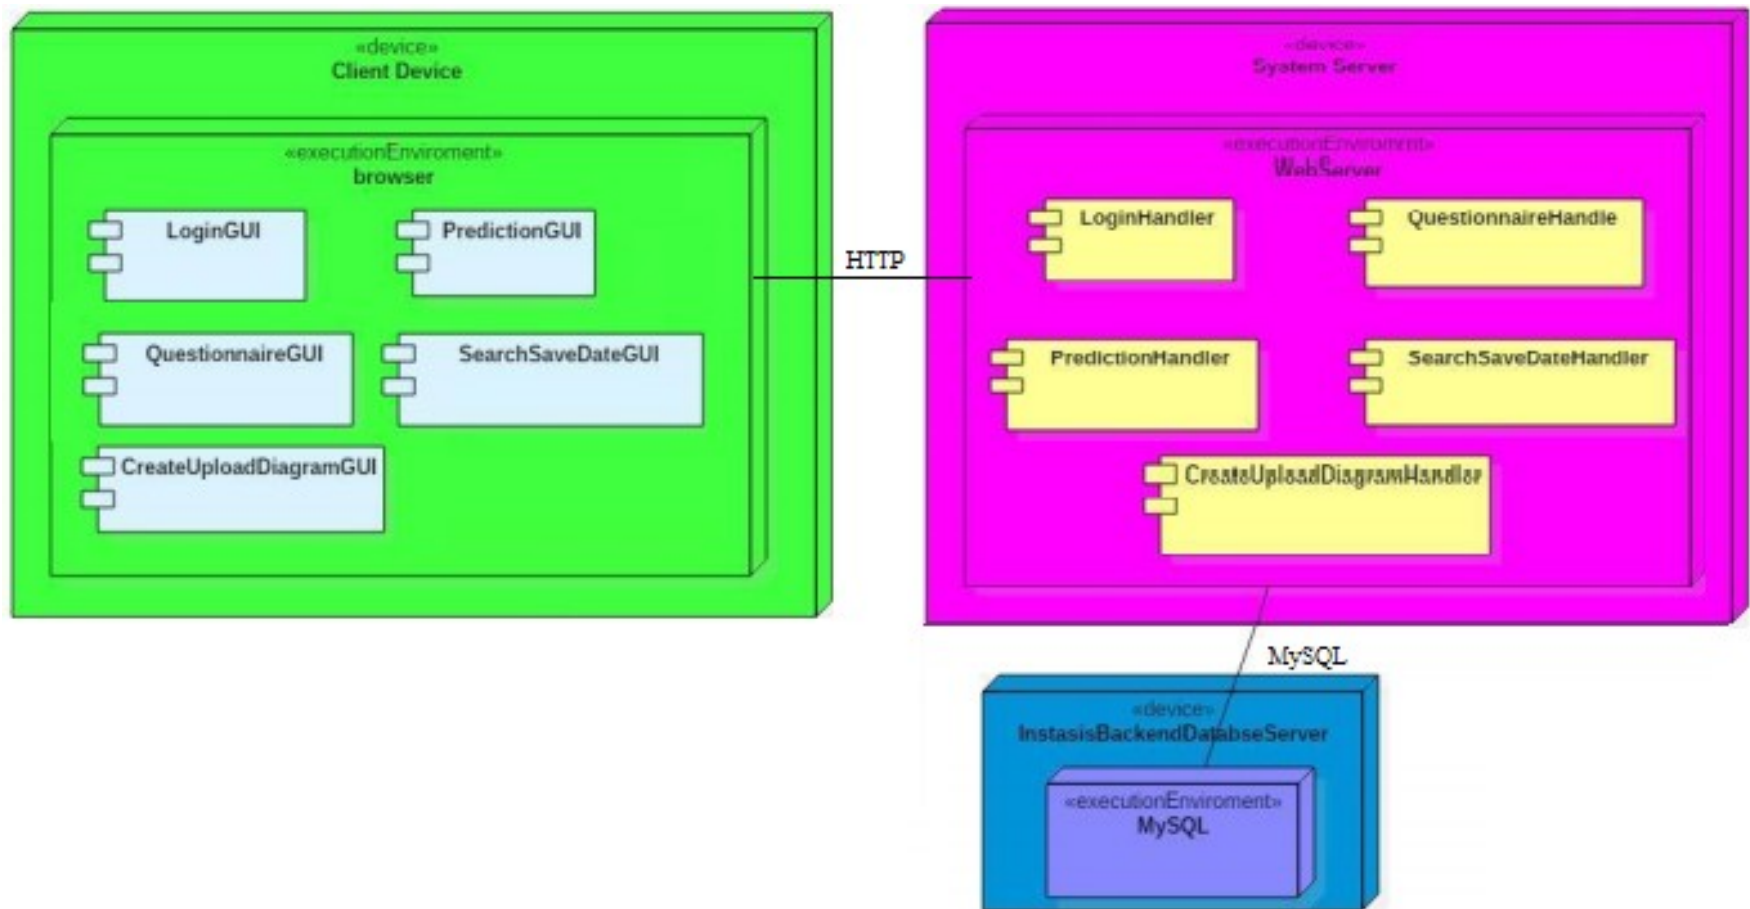 «device»
Client Device
«executionEnviroment»
browser
LoginGUI
PredictionGUI
QuestionnaireGUI
SearchSaveDateGUI
CreateUploadDiagramGUI
HTTP
«device»
System Server
«executionEnviromrnt»
WebServer
LoginHandler
QuestionnaireHandle
PredictionHandler
SearchSaveDateHandler
CreateUploadDiagramHandler
MySQL
«device»
InstasisBackendDatabseServer
«executionEnviroment»
MySQL